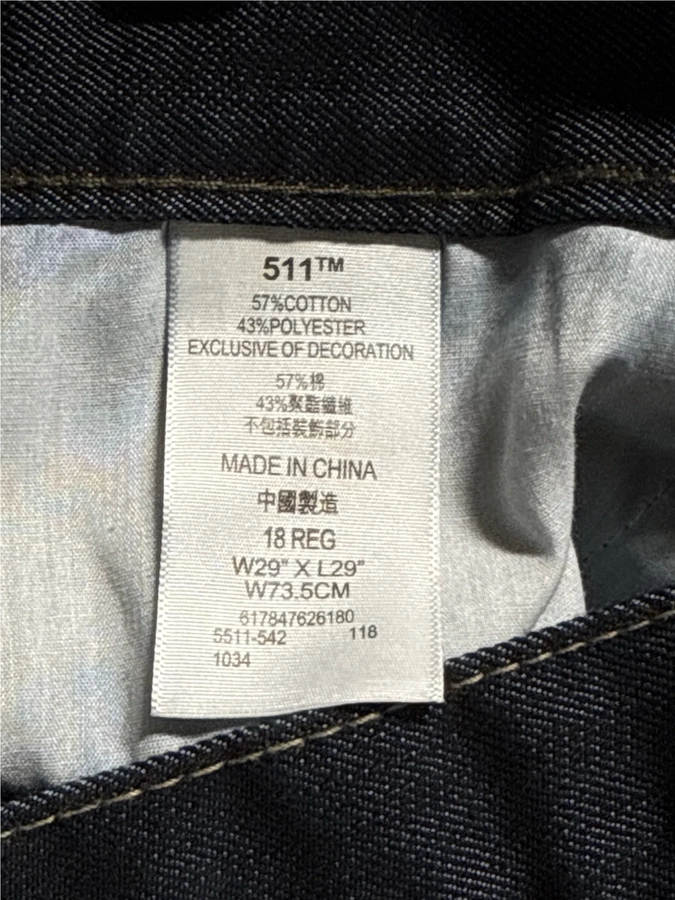 511™
57%COTTON
43%POLYESTER
EXCLUSIVE OF DECORATION
57%棉
43%聚酯纖維
不包括裝飾部分
MADE IN CHINA
中國製造
18 REG
W29" X L29"
W73.5CM
617847626180
5511-542 118
1034